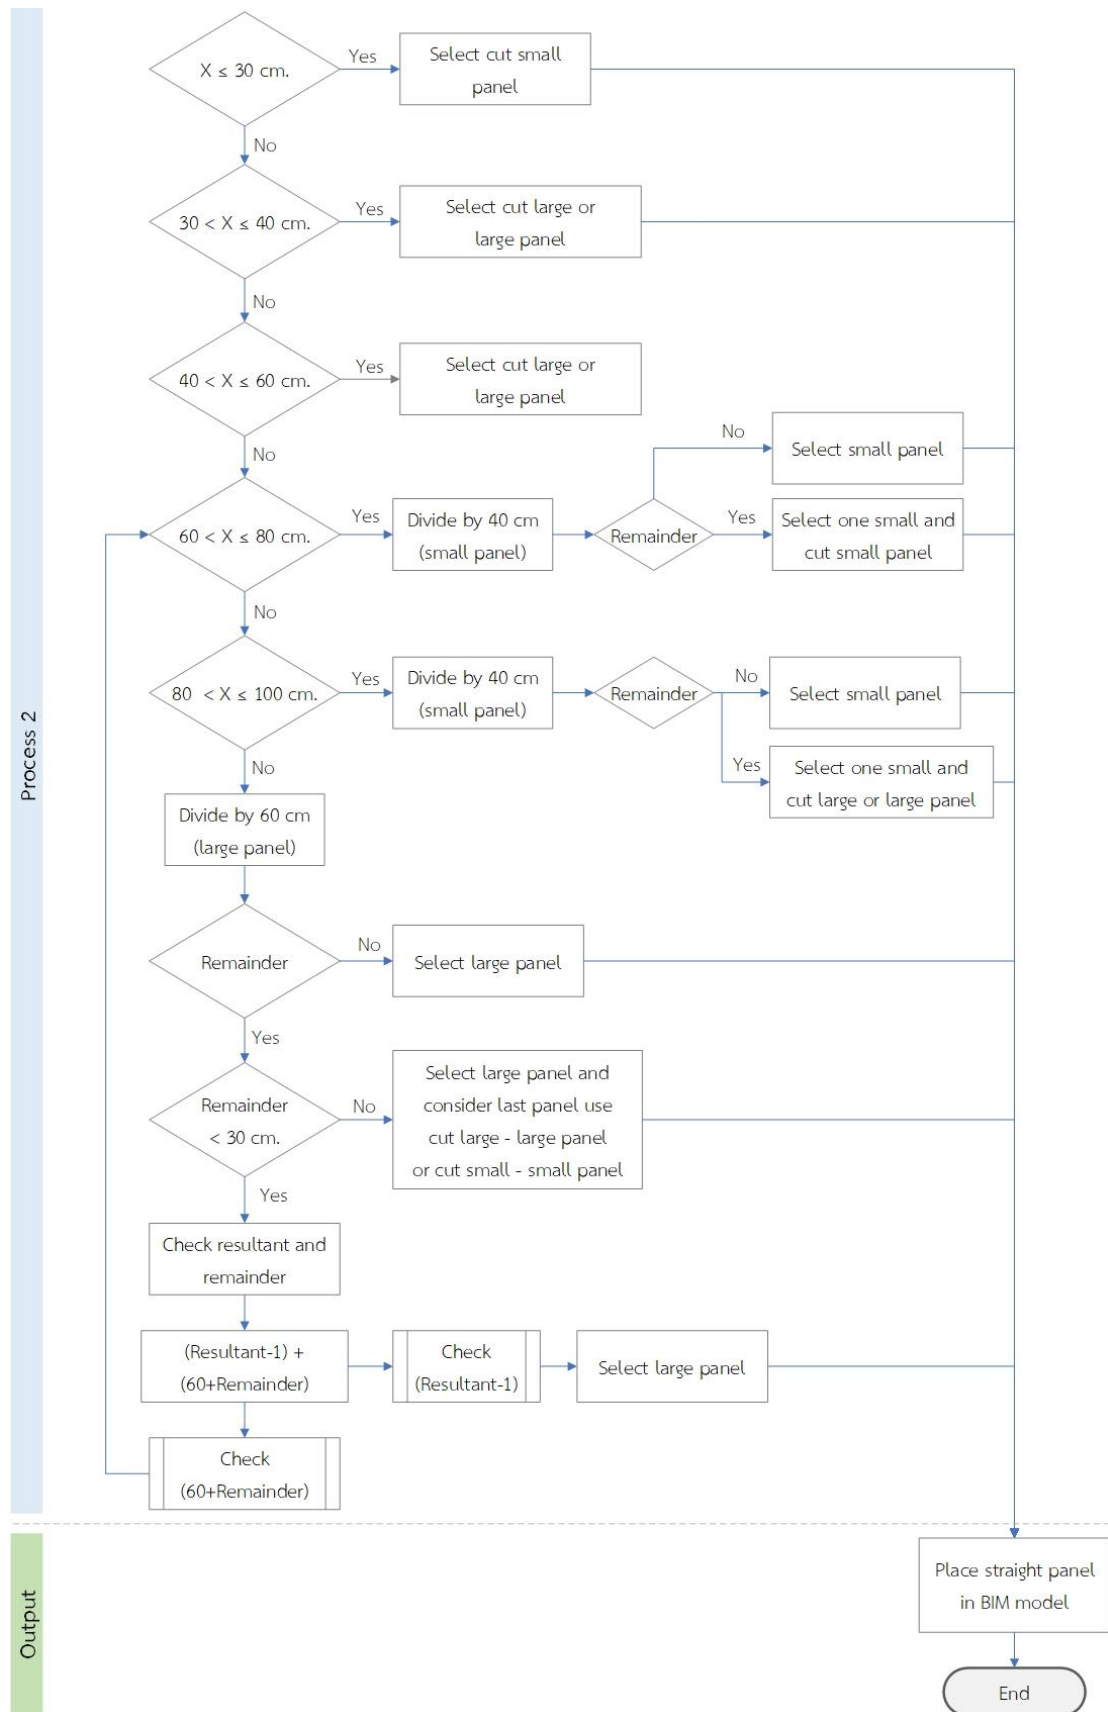 X ≤ 30 cm.
Yes
Select cut small
panel
No
30 < X ≤ 40 cm.
Yes
Select cut large or
large panel
No
40 < X ≤ 60 cm.
Yes
Select cut large or
large panel
No
No
Select small panel
60 < X ≤ 80 cm.
Yes
Divide by 40 cm
(small panel)
Remainder
Yes
Select one small and
cut small panel
No
80 < X ≤ 100 cm.
Yes
Divide by 40 cm
(small panel)
Remainder
No
Select small panel
Yes
Select one small and
cut large or large panel
No
Divide by 60 cm
(large panel)
Remainder
No
Select large panel
Yes
Remainder
< 30 cm.
No
Select large panel and
consider last panel use
cut large - large panel
or cut small - small panel
Yes
Check resultant and
remainder
(Resultant-1) +
(60+Remainder)
Check
(Resultant-1)
Select large panel
Check
(60+Remainder)
Process 2
Place straight panel
in BIM model
End
Output